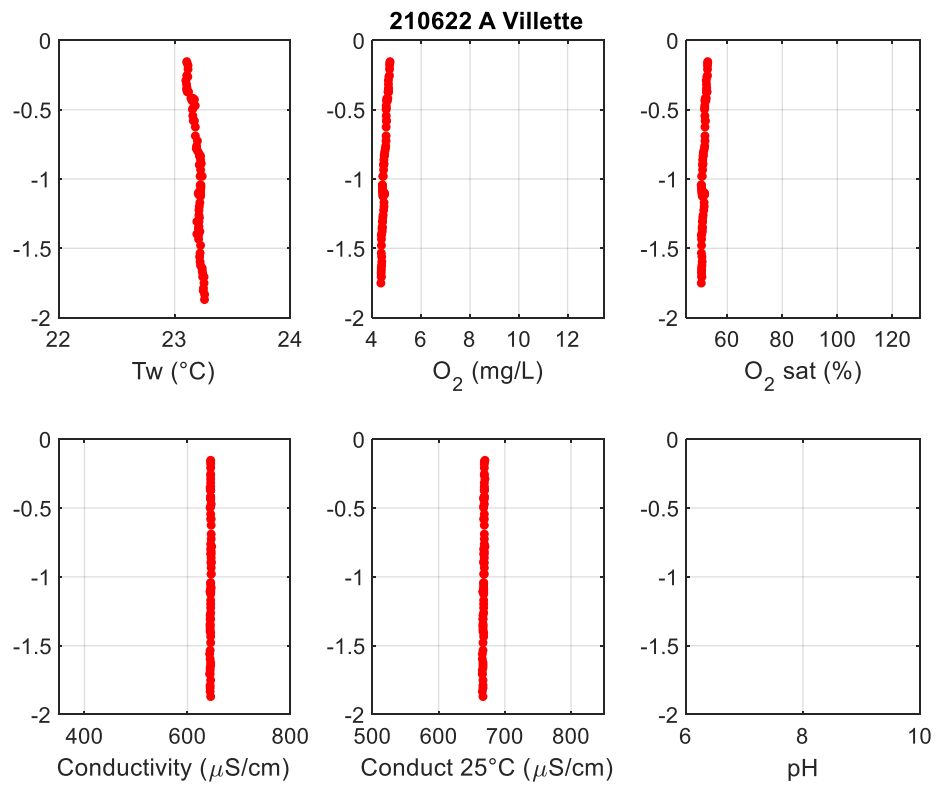 210622 A Villette
0
-0.5
-1
-1.5
-2
22 23 24
Tw (°C)
0
-0.5
-1
-1.5
-2
4 6 8 10 12
O2 (mg/L)
0
-0.5
-1
-1.5
-2
60 80 100 120
O2 sat (%)
0
-0.5
-1
-1.5
-2
400 600 800
Conductivity (μS/cm)
0
-0.5
-1
-1.5
-2
500 600 700 800
Conduct 25°C (μS/cm)
0
-0.5
-1
-1.5
-2
6 8 10
pH